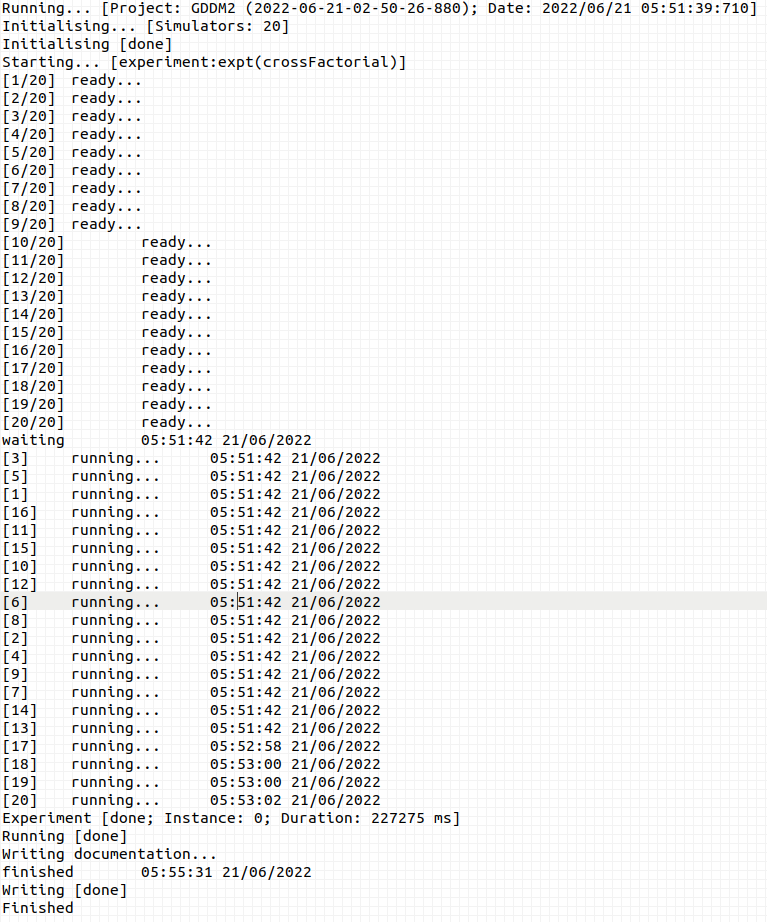 Running... [Project: GDDM2 (2022-06-21-02-50-26-880); Date: 2022/06/21 05:51:39:710]
Initialising... [Simulators: 20]
Initialising [done]
Starting... [experiment:expt(crossFactorial)]
[1/20] ready...
[2/20] ready...
[3/20] ready...
[4/20] ready...
[5/20] ready...
[6/20] ready...
[7/20] ready...
[8/20] ready...
[9/20] ready...
[10/20] ready...
[11/20] ready...
[12/20] ready...
[13/20] ready...
[14/20] ready...
[15/20] ready...
[16/20] ready...
[17/20] ready...
[18/20] ready...
[19/20] ready...
[20/20] ready...
waiting 05:51:42 21/06/2022
[3] running... 05:51:42 21/06/2022
[5] running... 05:51:42 21/06/2022
[1] running... 05:51:42 21/06/2022
[16] running... 05:51:42 21/06/2022
[11] running... 05:51:42 21/06/2022
[15] running... 05:51:42 21/06/2022
[10] running... 05:51:42 21/06/2022
[12] running... 05:51:42 21/06/2022
[6] running... 05:51:42 21/06/2022
[8] running... 05:51:42 21/06/2022
[2] running... 05:51:42 21/06/2022
[4] running... 05:51:42 21/06/2022
[9] running... 05:51:42 21/06/2022
[7] running... 05:51:42 21/06/2022
[14] running... 05:51:42 21/06/2022
[13] running... 05:51:42 21/06/2022
[17] running... 05:52:58 21/06/2022
[18] running... 05:53:00 21/06/2022
[19] running... 05:53:00 21/06/2022
[20] running... 05:53:02 21/06/2022
Experiment [done; Instance: 0; Duration: 227275 ms]
Running [done]
Writing documentation...
finished 05:55:31 21/06/2022
Writing [done]
Finished